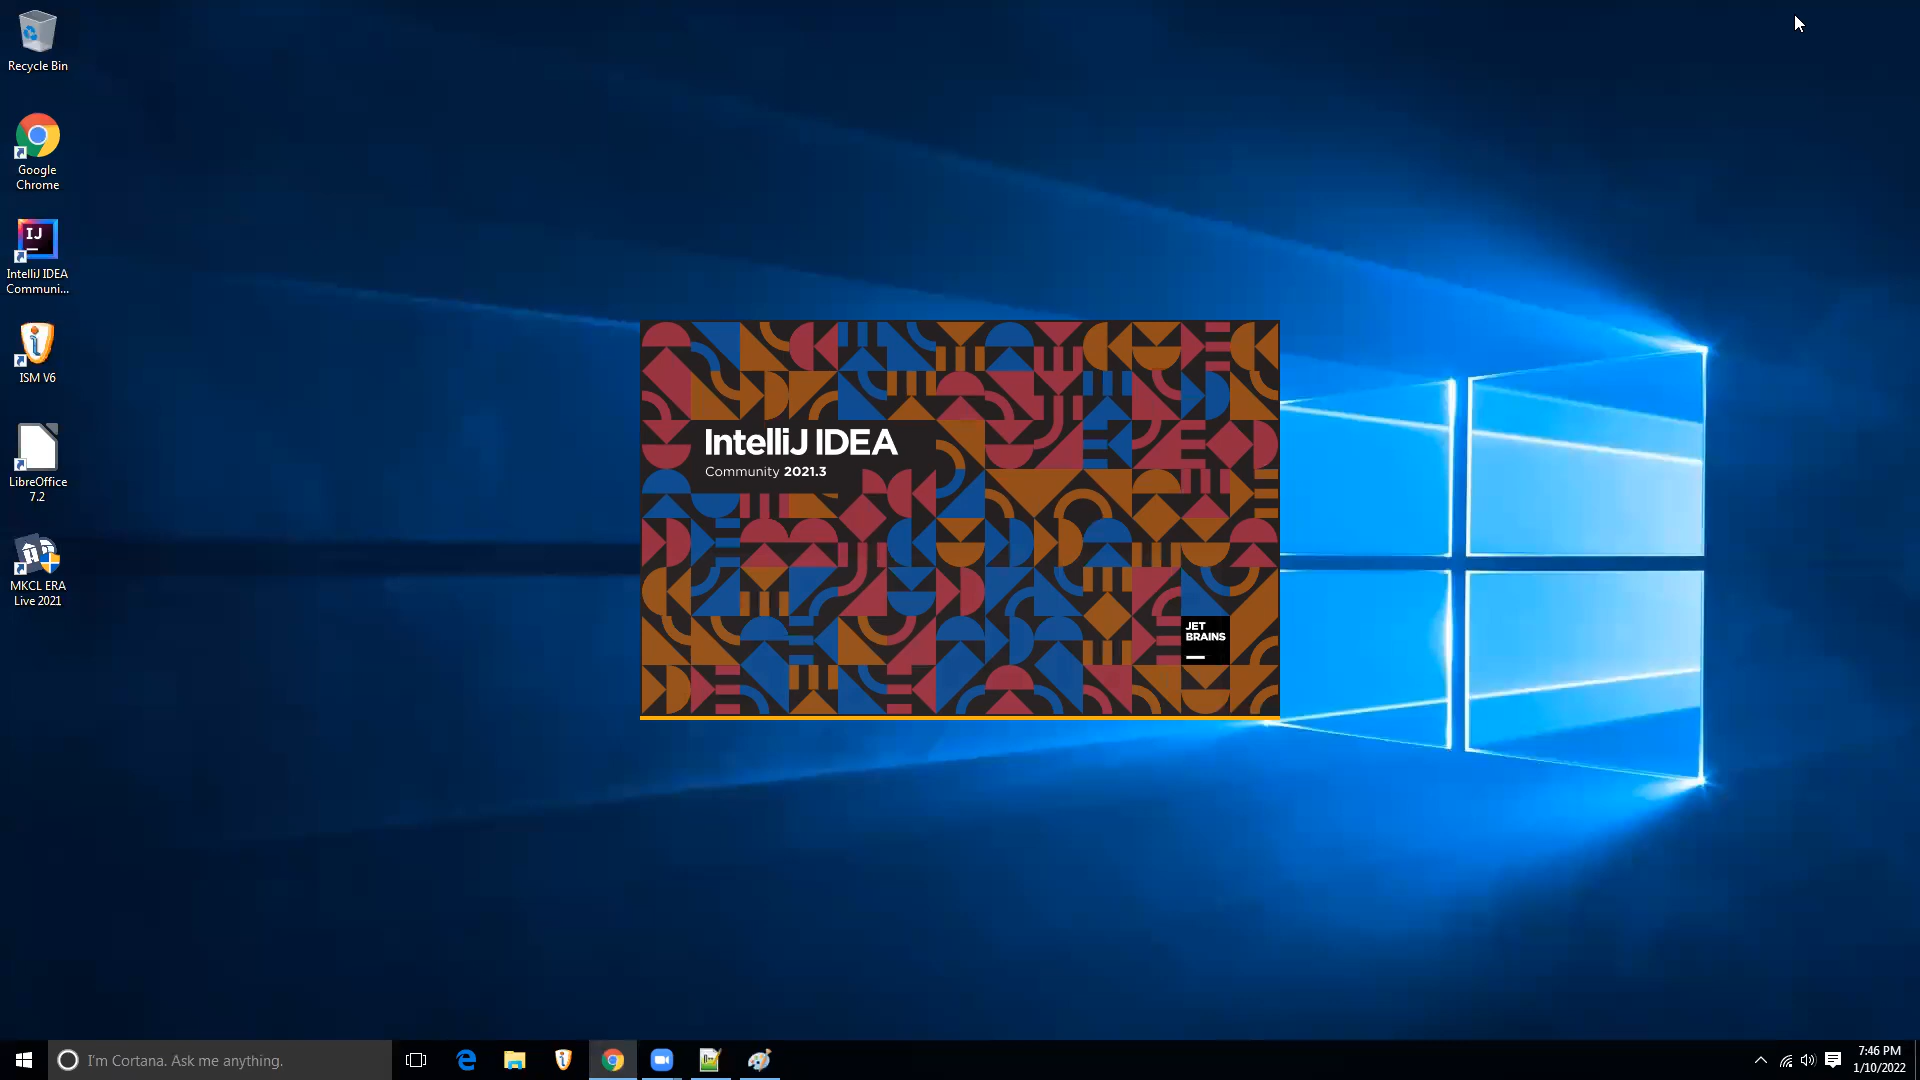 Recycle Bin
Google
Chrome
IJ
IntelliJ IDEA
Communi...
ISM V6
LibreOffice
7.2
MKCL ERA
Live 2021
IntelliJ IDEA
Community 2021.3
JET
BRAINS
I'm Cortana. Ask me anything.
7:46 PM
1/10/2022